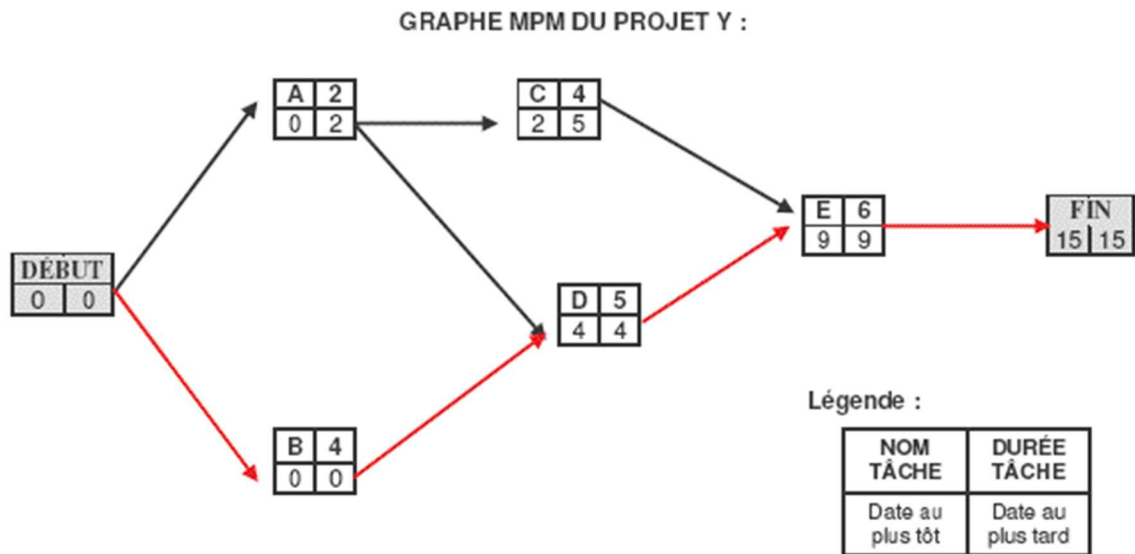 GRAPHE MPM DU PROJET Y :
A 2
0 2
C 4
2 5
E 6
9 9
FIN
15 15
DÉBUT
0 0
D 5
4 4
B 4
0 0
Légende :
NOM TÂCHE
DURÉE TÂCHE
Date au plus tôt
Date au plus tard